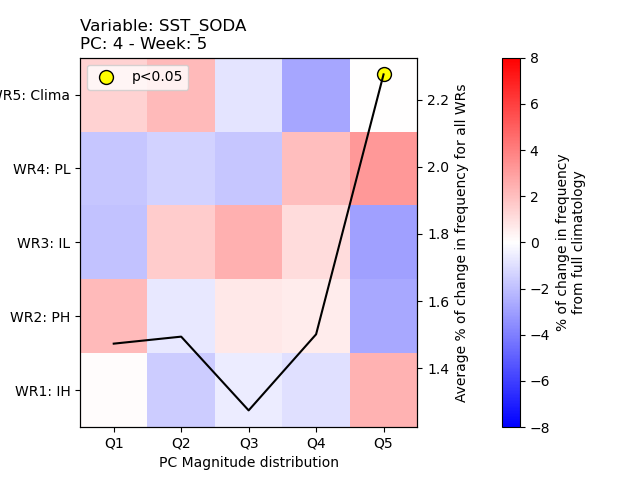 Variable: SST_SODA
PC: 4 - Week: 5
p<0.05
WR5: Clima
WR4: PL
WR3: IL
WR2: PH
WR1: IH
Q1 Q2 Q3 Q4 Q5
PC Magnitude distribution
2.2
2.0
1.8
1.6
1.4
Average % of change in frequency for all WRs
8
6
4
2
0
−2
−4
−6
−8
% of change in frequency
from full climatology